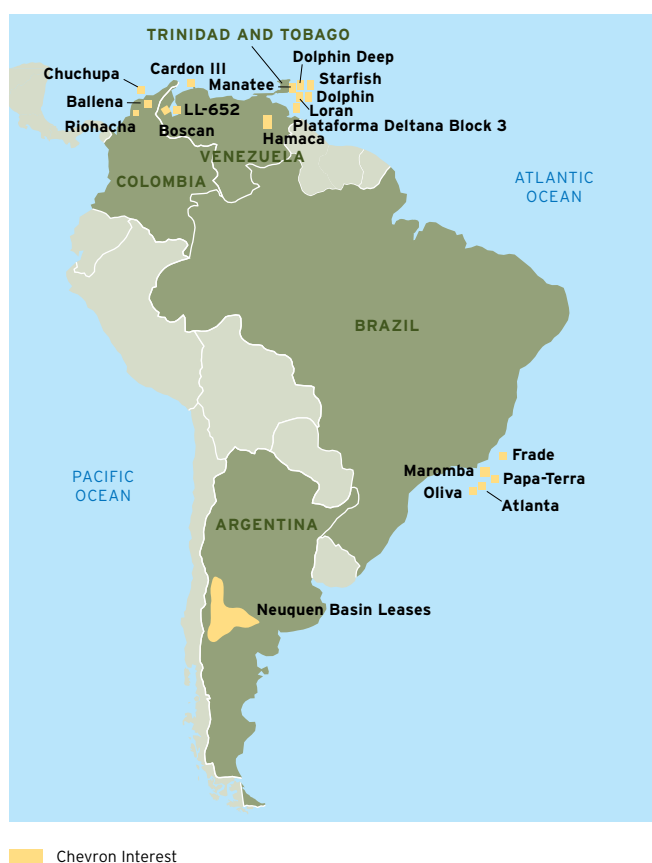 TRINIDAD AND TOBAGO
Dolphin Deep
Cardon III
Chuchupa
Starfish
Manatee
Dolphin
Ballena
LL-652
Loran
Riohacha
Boscan
Plataforma Deltana Block 3
Hamaca
VENEZUELA
COLOMBIA
ATLANTIC
OCEAN
BRAZIL
Frade
Maromba
Papa-Terra
PACIFIC
OCEAN
Oliva
Atlanta
ARGENTINA
Neuquen Basin Leases
Chevron Interest